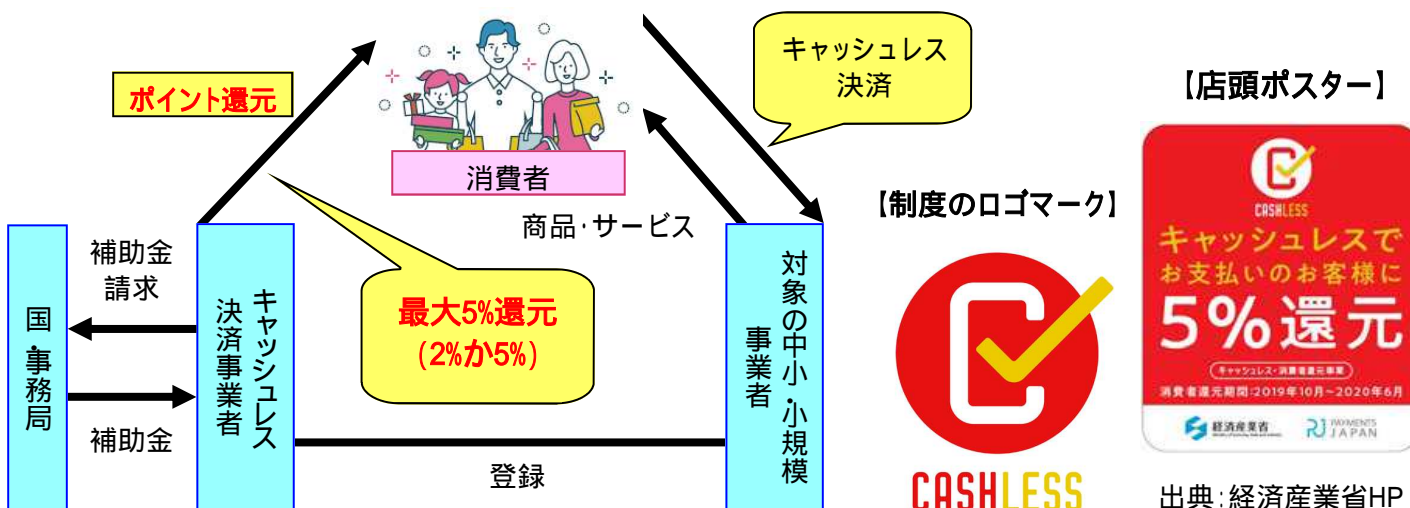 ポイント還元
キャッシュレス
決済
消費者
商品・サービス
補助金
請求
補助金
国・事務局
キャッシュレス
決済事業者
最大5%還元
(2%か5%)
対象の中小・小規模
事業者
登録
【制度のロゴマーク】
CASHLESS
【店頭ポスター】
CASHLESS
キャッシュレスで
お支払いのお客様に
5%還元
キャッシュレス・消費者還元事業
消費者還元期間:2019年10月～2020年6月
経済産業省
PAYMENTS
JAPAN
出典:経済産業省HP